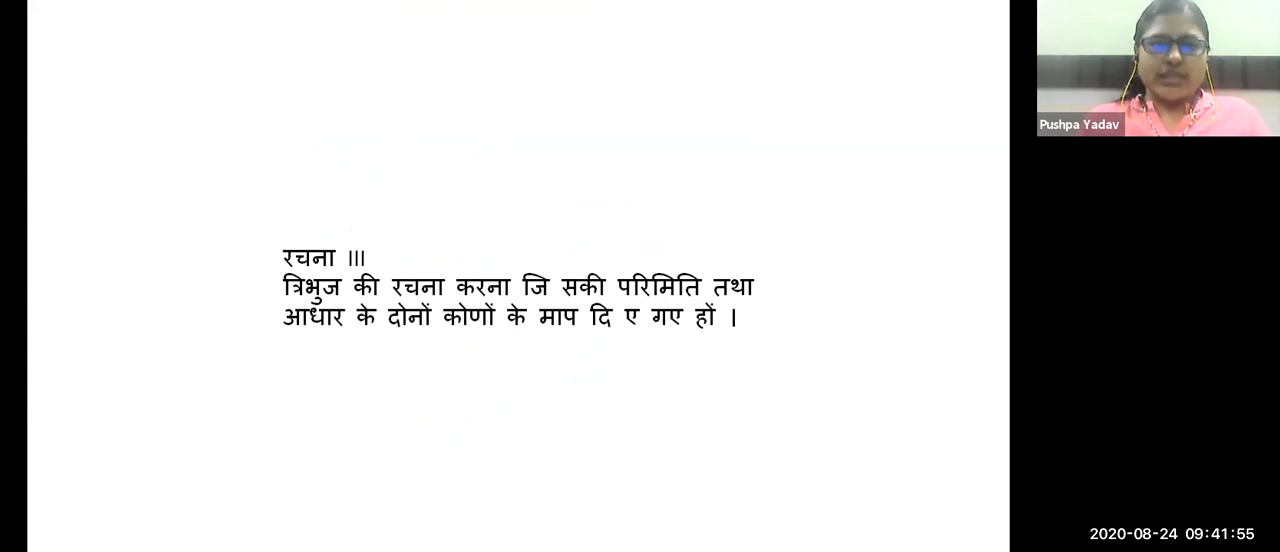 Pushpa Yadav
रचना III
त्रिभुज की रचना करना जि सकी परिमिति तथा
आधार के दोनों कोणों के माप दि ए गए हों ।
2020-08-24 09:41:55